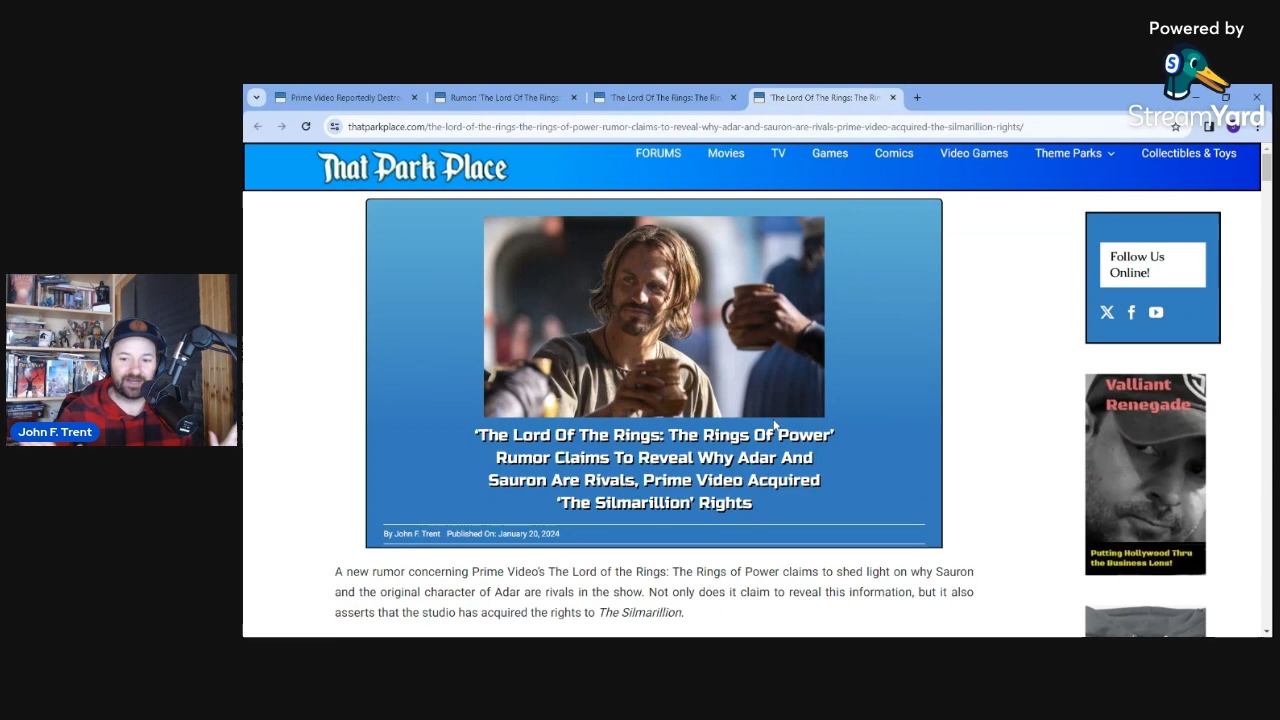 Powered by
StreamYard
S
Prime Video Reportedly Destro
Rumor: 'The Lord Of The Rings:
'The Lord Of The Rings: The Rin
'The Lord Of The Rings: The Rin
thatparkplace.com/the-lord-of-the-rings-the-rings-of-power-rumor-claims-to-reveal-why-adar-and-sauron-are-rivals-prime-video-acquired-the-silmarillion-rights/
That Park Place
FORUMS Movies TV Games Comics Video Games Theme Parks Collectibles & Toys
‘The Lord Of The Rings: The Rings Of Power’
Rumor Claims To Reveal Why Adar And
Sauron Are Rivals, Prime Video Acquired
‘The Silmarillion’ Rights
By John F. Trent Published On: January 20, 2024
A new rumor concerning Prime Video’s The Lord of the Rings: The Rings of Power claims to shed light on why Sauron
and the original character of Adar are rivals in the show. Not only does it claim to reveal this information, but it also
asserts that the studio has acquired the rights to The Silmarillion.
Follow Us
Online!
Valliant
Renegade
Putting Hollywood Thru
the Business Lens!
John F. Trent